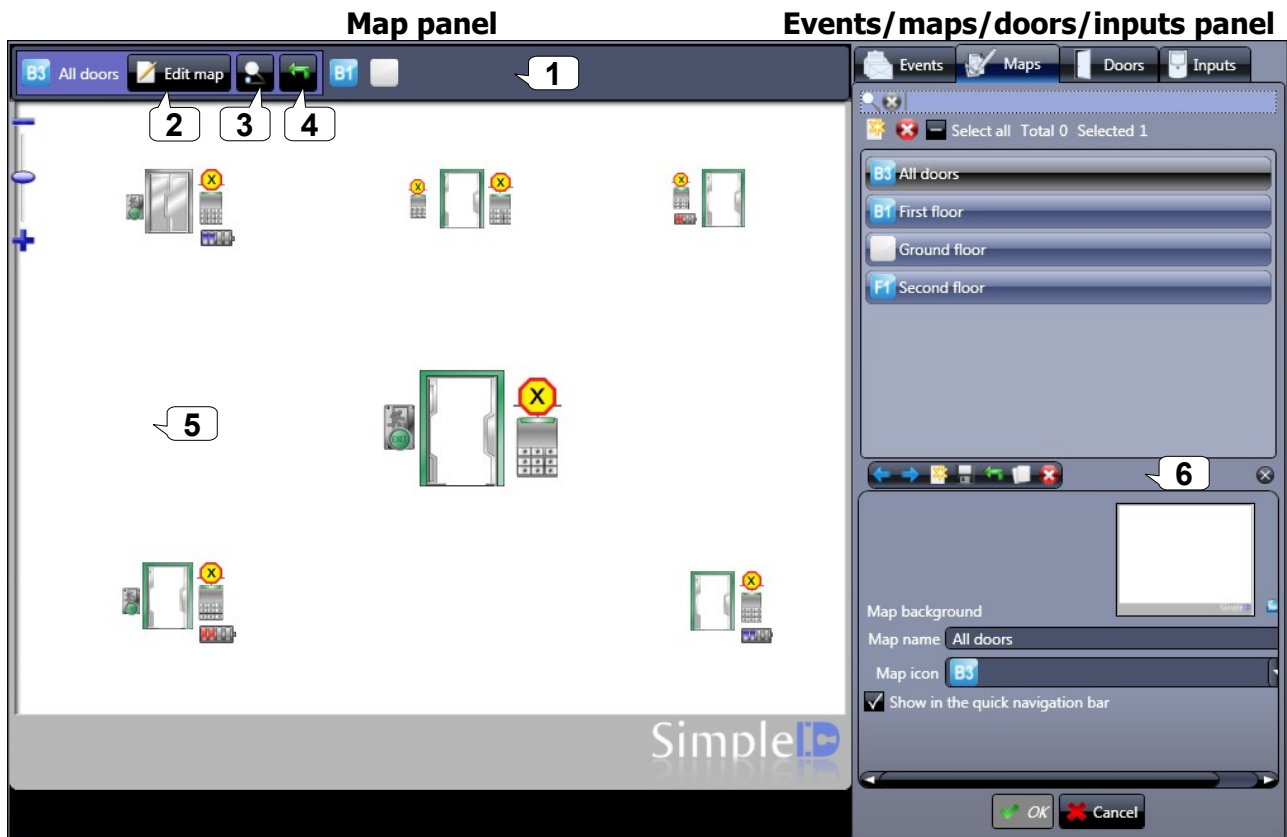 Map panel Events/maps/doors/inputs panel
B3 All doors Edit map B1 1
2 3 4
Events Maps Doors Inputs
Select all Total 0 Selected 1
B3 All doors
B1 First floor
Ground floor
F1 Second floor
X
X X
X
X
EXIT
5
6
X
X
Map background
SimpleID
Map name All doors
Map icon B3
Show in the quick navigation bar
SimpleID
OK Cancel